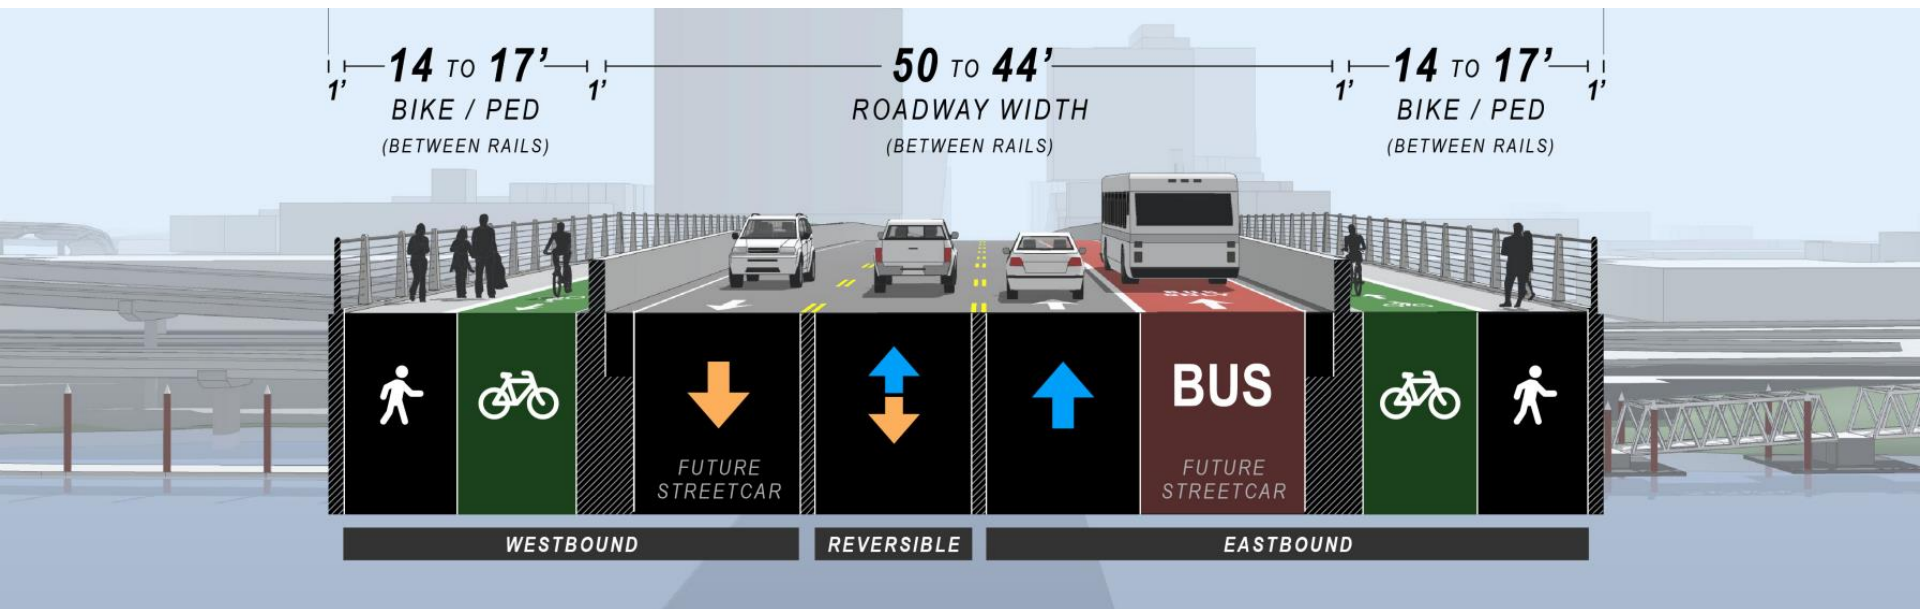 14 TO 17'
1'
1'
BIKE / PED
(BETWEEN RAILS)
50 TO 44'
ROADWAY WIDTH
(BETWEEN RAILS)
14 TO 17'
1'
1'
BIKE / PED
(BETWEEN RAILS)
BUS
FUTURE
STREETCAR
FUTURE
STREETCAR
WESTBOUND
REVERSIBLE
EASTBOUND